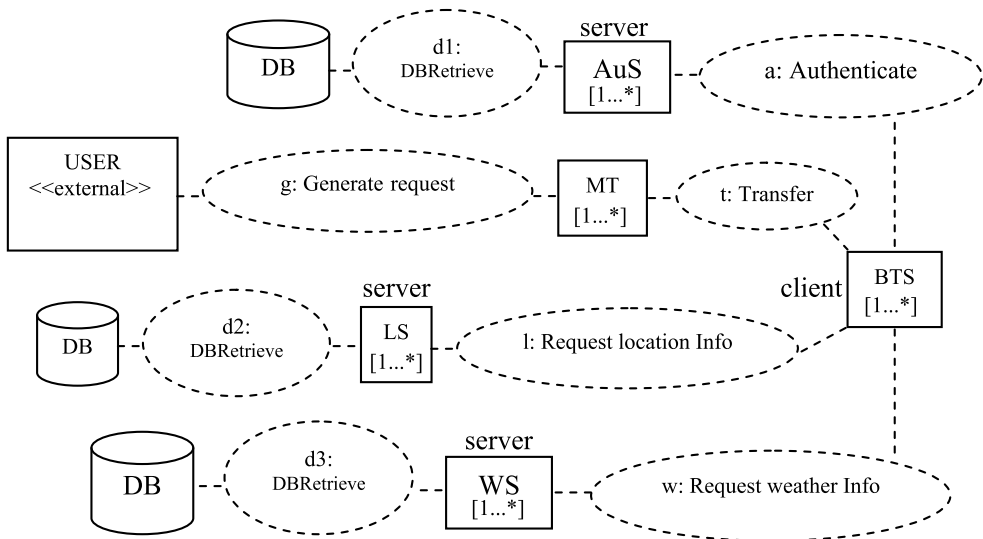 server
DB
d1:
DBRetrieve
AuS
[1...*]
a: Authenticate
USER
<<external>>
g: Generate request
MT
[1...*]
t: Transfer
client
BTS
[1...*]
server
DB
d2:
DBRetrieve
LS
[1...*]
l: Request location Info
server
DB
d3:
DBRetrieve
WS
[1...*]
w: Request weather Info